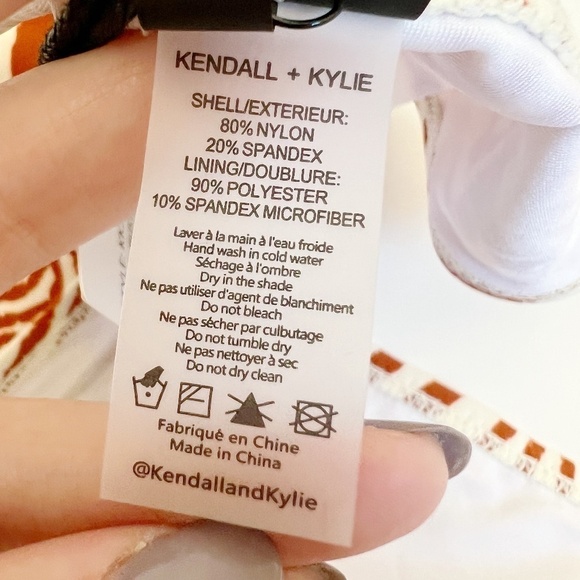 KENDALL + KYLIE
SHELL/EXTERIEUR:
80% NYLON
20% SPANDEX
LINING/DOUBLURE:
90% POLYESTER
10% SPANDEX MICROFIBER
Laver à la main à l'eau froide
Hand wash in cold water
Séchage à l'ombre
Dry in the shade
Ne pas utiliser d'agent de blanchiment
Do not bleach
Ne pas sécher par culbutage
Do not tumble dry
Ne pas nettoyer à sec
Do not dry clean
Fabriqué en Chine
Made in China
@KendallandKylie